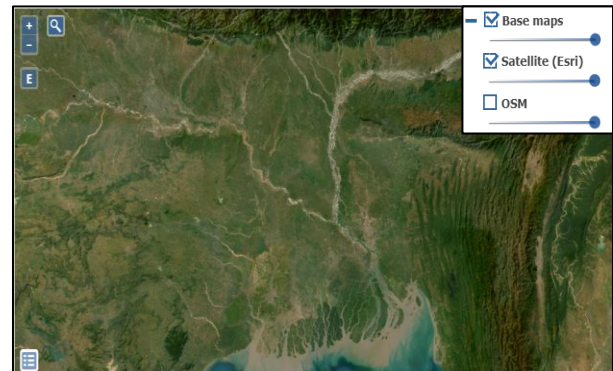 +
−
E
Base maps
Satellite (Esri)
OSM